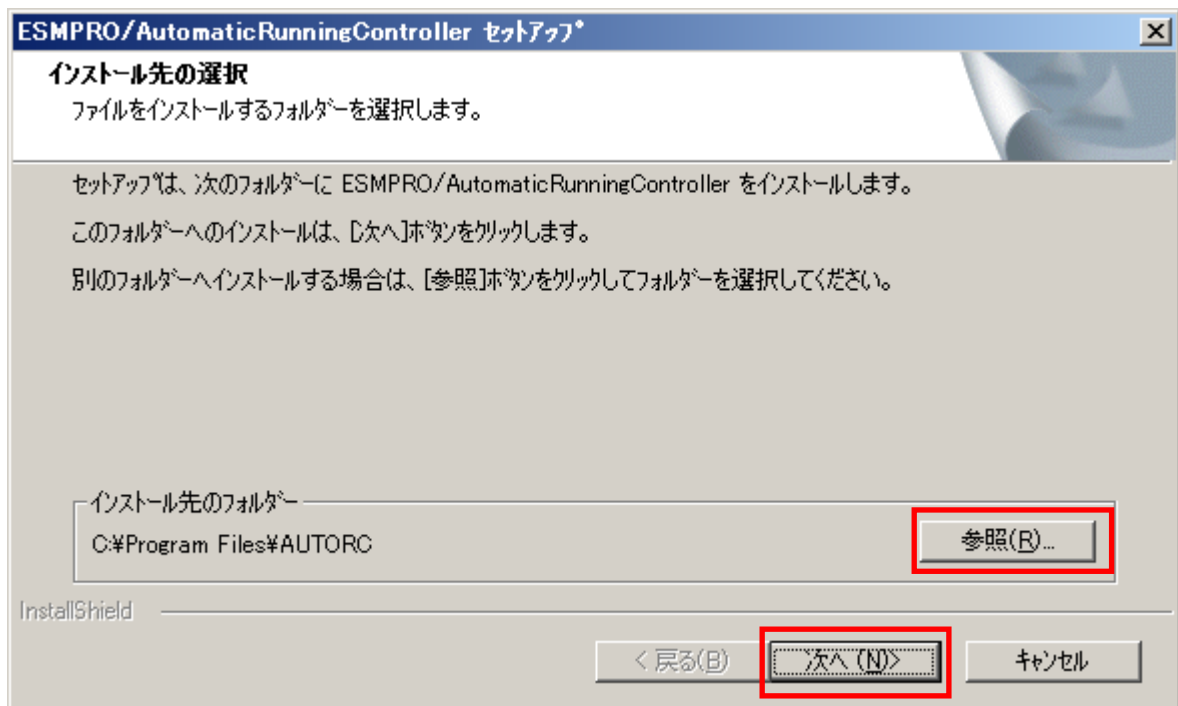 ESMPRO/AutomaticRunningController セットアップ
インストール先の選択
ファイルをインストールするフォルダーを選択します。
セットアップは、次のフォルダーに ESMPRO/AutomaticRunningController をインストールします。
このフォルダーへのインストールは、[次へ]ボタンをクリックします。
別のフォルダーへインストールする場合は、[参照]ボタンをクリックしてフォルダーを選択してください。
インストール先のフォルダー
C:¥Program Files¥AUTORC
参照(R)...
InstallShield
< 戻る(B)
次へ (N)>
キャンセル